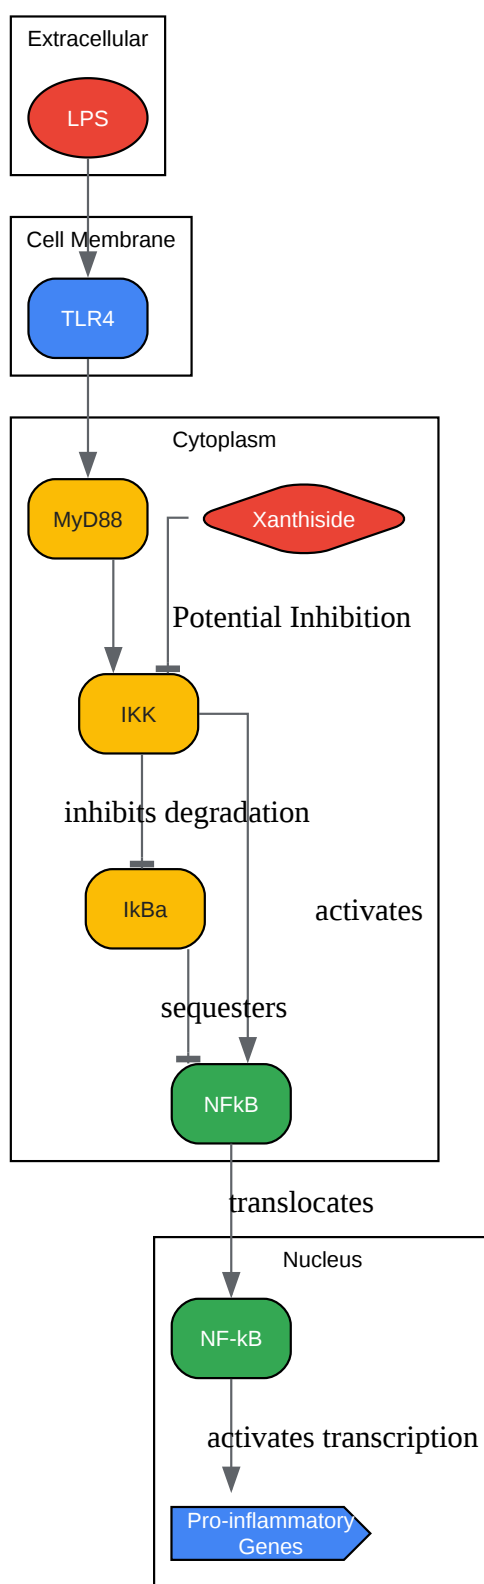 Extracellular
LPS
Cell Membrane
TLR4
Cytoplasm
MyD88
Xanthiside
Potential Inhibition
IKK
inhibits degradation
IkBa
activates
sequesters
NFkB
translocates
Nucleus
NF-kB
activates transcription
Pro-inflammatory
Genes